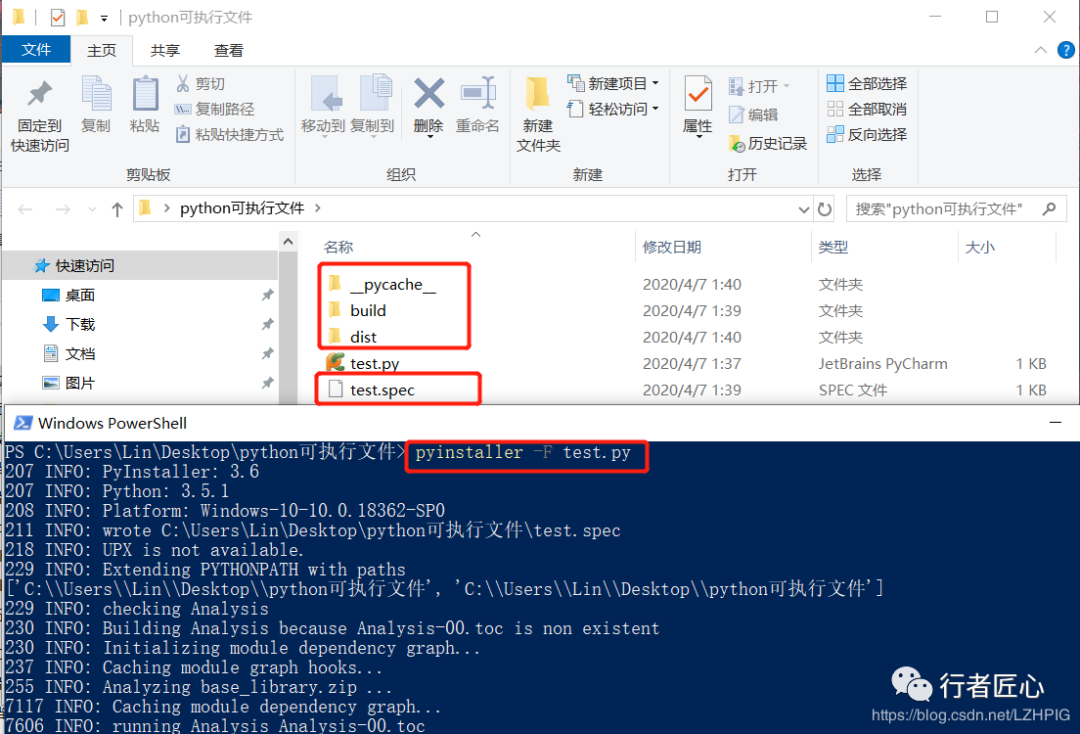 python可执行文件
文件 主页 共享 查看
固定到快速访问
复制
粘贴
剪切
复制路径
粘贴快捷方式
移动到
复制到
删除
重命名
新建文件夹
新建项目
轻松访问
属性
打开
编辑
历史记录
全部选择
全部取消
反向选择
剪贴板 组织 新建 打开 选择
python可执行文件
搜索"python可执行文件"
快速访问
桌面
下载
文档
图片
名称 修改日期 类型 大小
__pycache__ 2020/4/7 1:40 文件夹
build 2020/4/7 1:39 文件夹
dist 2020/4/7 1:40 文件夹
test.py 2020/4/7 1:37 JetBrains PyCharm 1 KB
test.spec 2020/4/7 1:39 SPEC 文件 1 KB
Windows PowerShell
PS C:\Users\Lin\Desktop\python可执行文件> pyinstaller -F test.py
207 INFO: PyInstaller: 3.6
207 INFO: Python: 3.5.1
208 INFO: Platform: Windows-10-10.0.18362-SP0
211 INFO: wrote C:\Users\Lin\Desktop\python可执行文件\test.spec
218 INFO: UPX is not available.
229 INFO: Extending PYTHONPATH with paths
['C:\\Users\\Lin\\Desktop\\python可执行文件', 'C:\\Users\\Lin\\Desktop\\python可执行文件']
229 INFO: checking Analysis
230 INFO: Building Analysis because Analysis-00.toc is non existent
230 INFO: Initializing module dependency graph...
237 INFO: Caching module graph hooks...
255 INFO: Analyzing base_library.zip ...
7117 INFO: Caching module dependency graph...
7606 INFO: running Analysis Analysis-00.toc
行者匠心
https://blog.csdn.net/LZHPIG